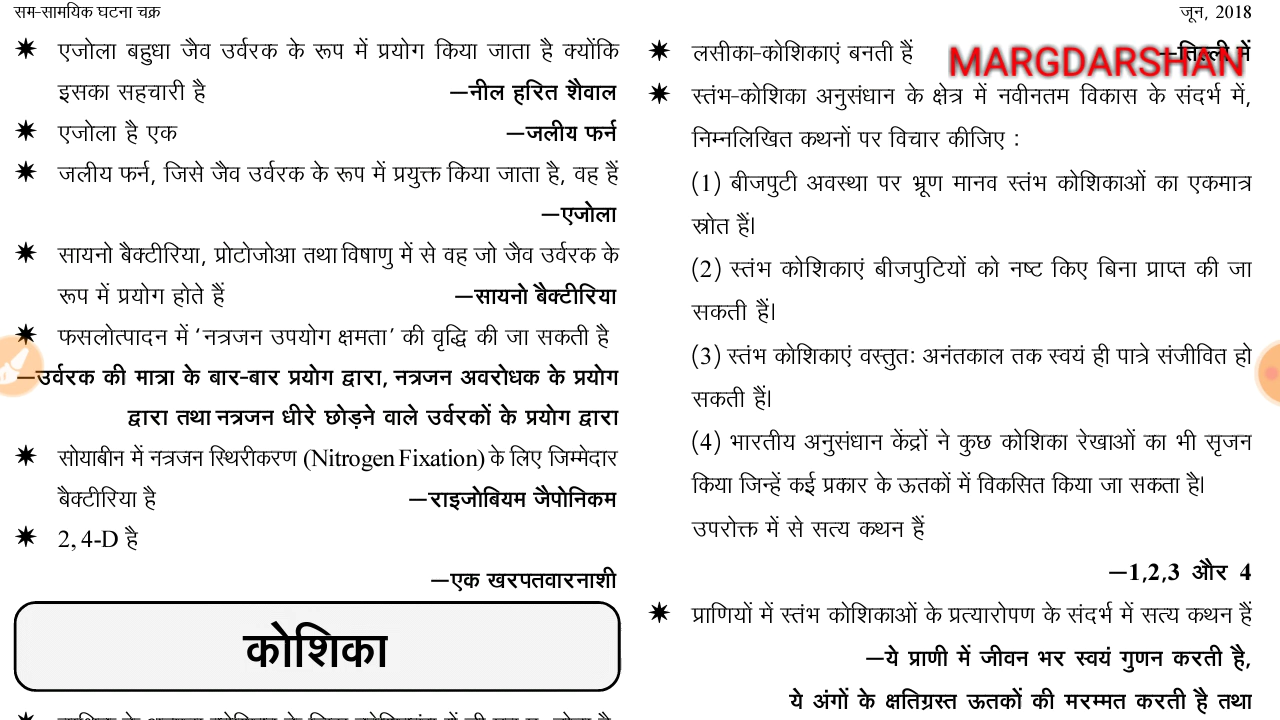 सम-सामयिक घटना चक्र
जून, 2018
✷ एजोला बहुधा जैव उर्वरक के रूप में प्रयोग किया जाता है क्योंकि
इसका सहचारी है —नील हरित शैवाल
✷ एजोला है एक —जलीय फर्न
✷ जलीय फर्न, जिसे जैव उर्वरक के रूप में प्रयुक्त किया जाता है, वह हैं
—एजोला
✷ सायनो बैक्टीरिया, प्रोटोजोआ तथा विषाणु में से वह जो जैव उर्वरक के
रूप में प्रयोग होते हैं —सायनो बैक्टीरिया
✷ फसलोत्पादन में ‘नत्रजन उपयोग क्षमता’ की वृद्धि की जा सकती है
—उर्वरक की मात्रा के बार-बार प्रयोग द्वारा, नत्रजन अवरोधक के प्रयोग
द्वारा तथा नत्रजन धीरे छोड़ने वाले उर्वरकों के प्रयोग द्वारा
✷ सोयाबीन में नत्रजन स्थिरीकरण (Nitrogen Fixation) के लिए जिम्मेदार
बैक्टीरिया है —राइजोबियम जैपोनिकम
✷ 2, 4-D है
—एक खरपतवारनाशी
कोशिका
✷ लसीका-कोशिकाएं बनती हैं —तिल्ली में
MARGDARSHAN
✷ स्तंभ-कोशिका अनुसंधान के क्षेत्र में नवीनतम विकास के संदर्भ में,
निम्नलिखित कथनों पर विचार कीजिए :
(1) बीजपुटी अवस्था पर भ्रूण मानव स्तंभ कोशिकाओं का एकमात्र
स्रोत हैं।
(2) स्तंभ कोशिकाएं बीजपुटियों को नष्ट किए बिना प्राप्त की जा
सकती हैं।
(3) स्तंभ कोशिकाएं वस्तुतः अनंतकाल तक स्वयं ही पात्रे संजीवित हो
सकती हैं।
(4) भारतीय अनुसंधान केंद्रों ने कुछ कोशिका रेखाओं का भी सृजन
किया जिन्हें कई प्रकार के ऊतकों में विकसित किया जा सकता है।
उपरोक्त में से सत्य कथन हैं
—1,2,3 और 4
✷ प्राणियों में स्तंभ कोशिकाओं के प्रत्यारोपण के संदर्भ में सत्य कथन हैं
—ये प्राणी में जीवन भर स्वयं गुणन करती है,
ये अंगों के क्षतिग्रस्त ऊतकों की मरम्मत करती है तथा